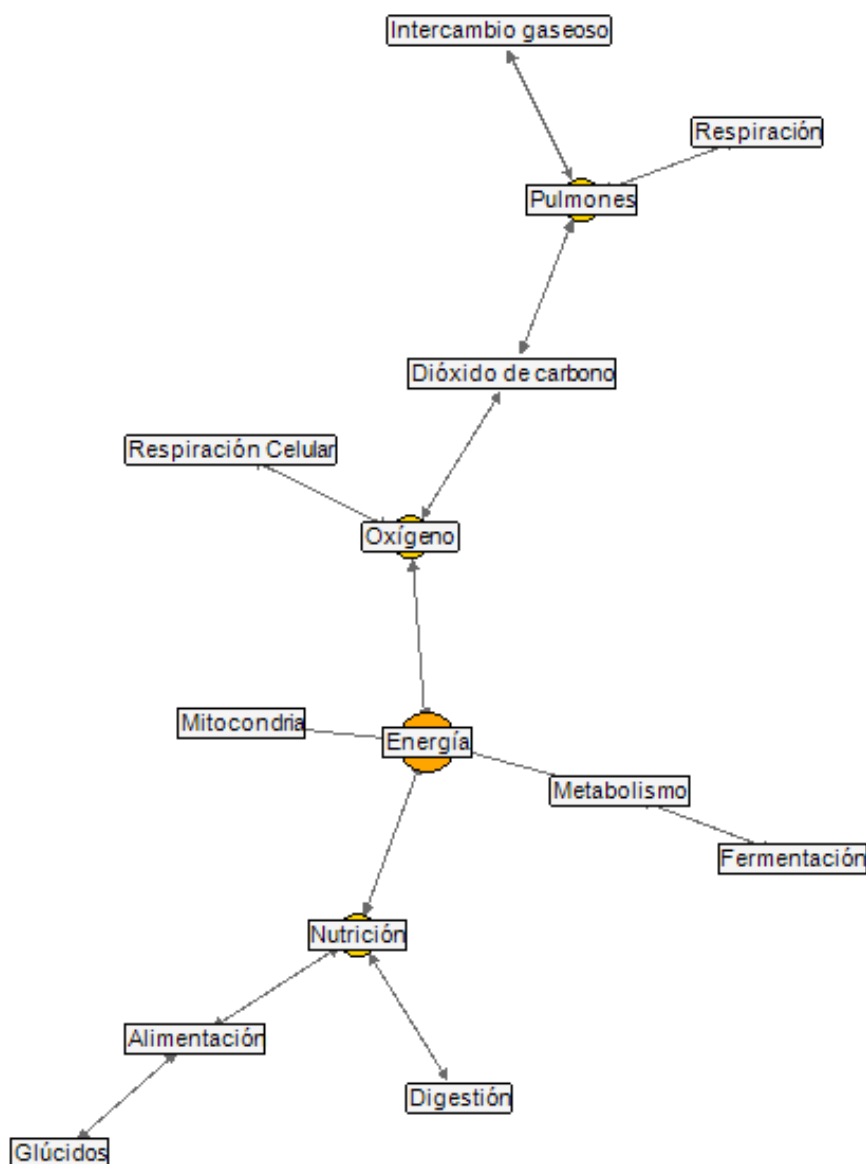 Intercambio gaseoso
Respiración
Pulmones
Dióxido de carbono
Respiración Celular
Oxígeno
Mitocondria
Energía
Metabolismo
Fermentación
Nutrición
Alimentación
Digestión
Glúcidos